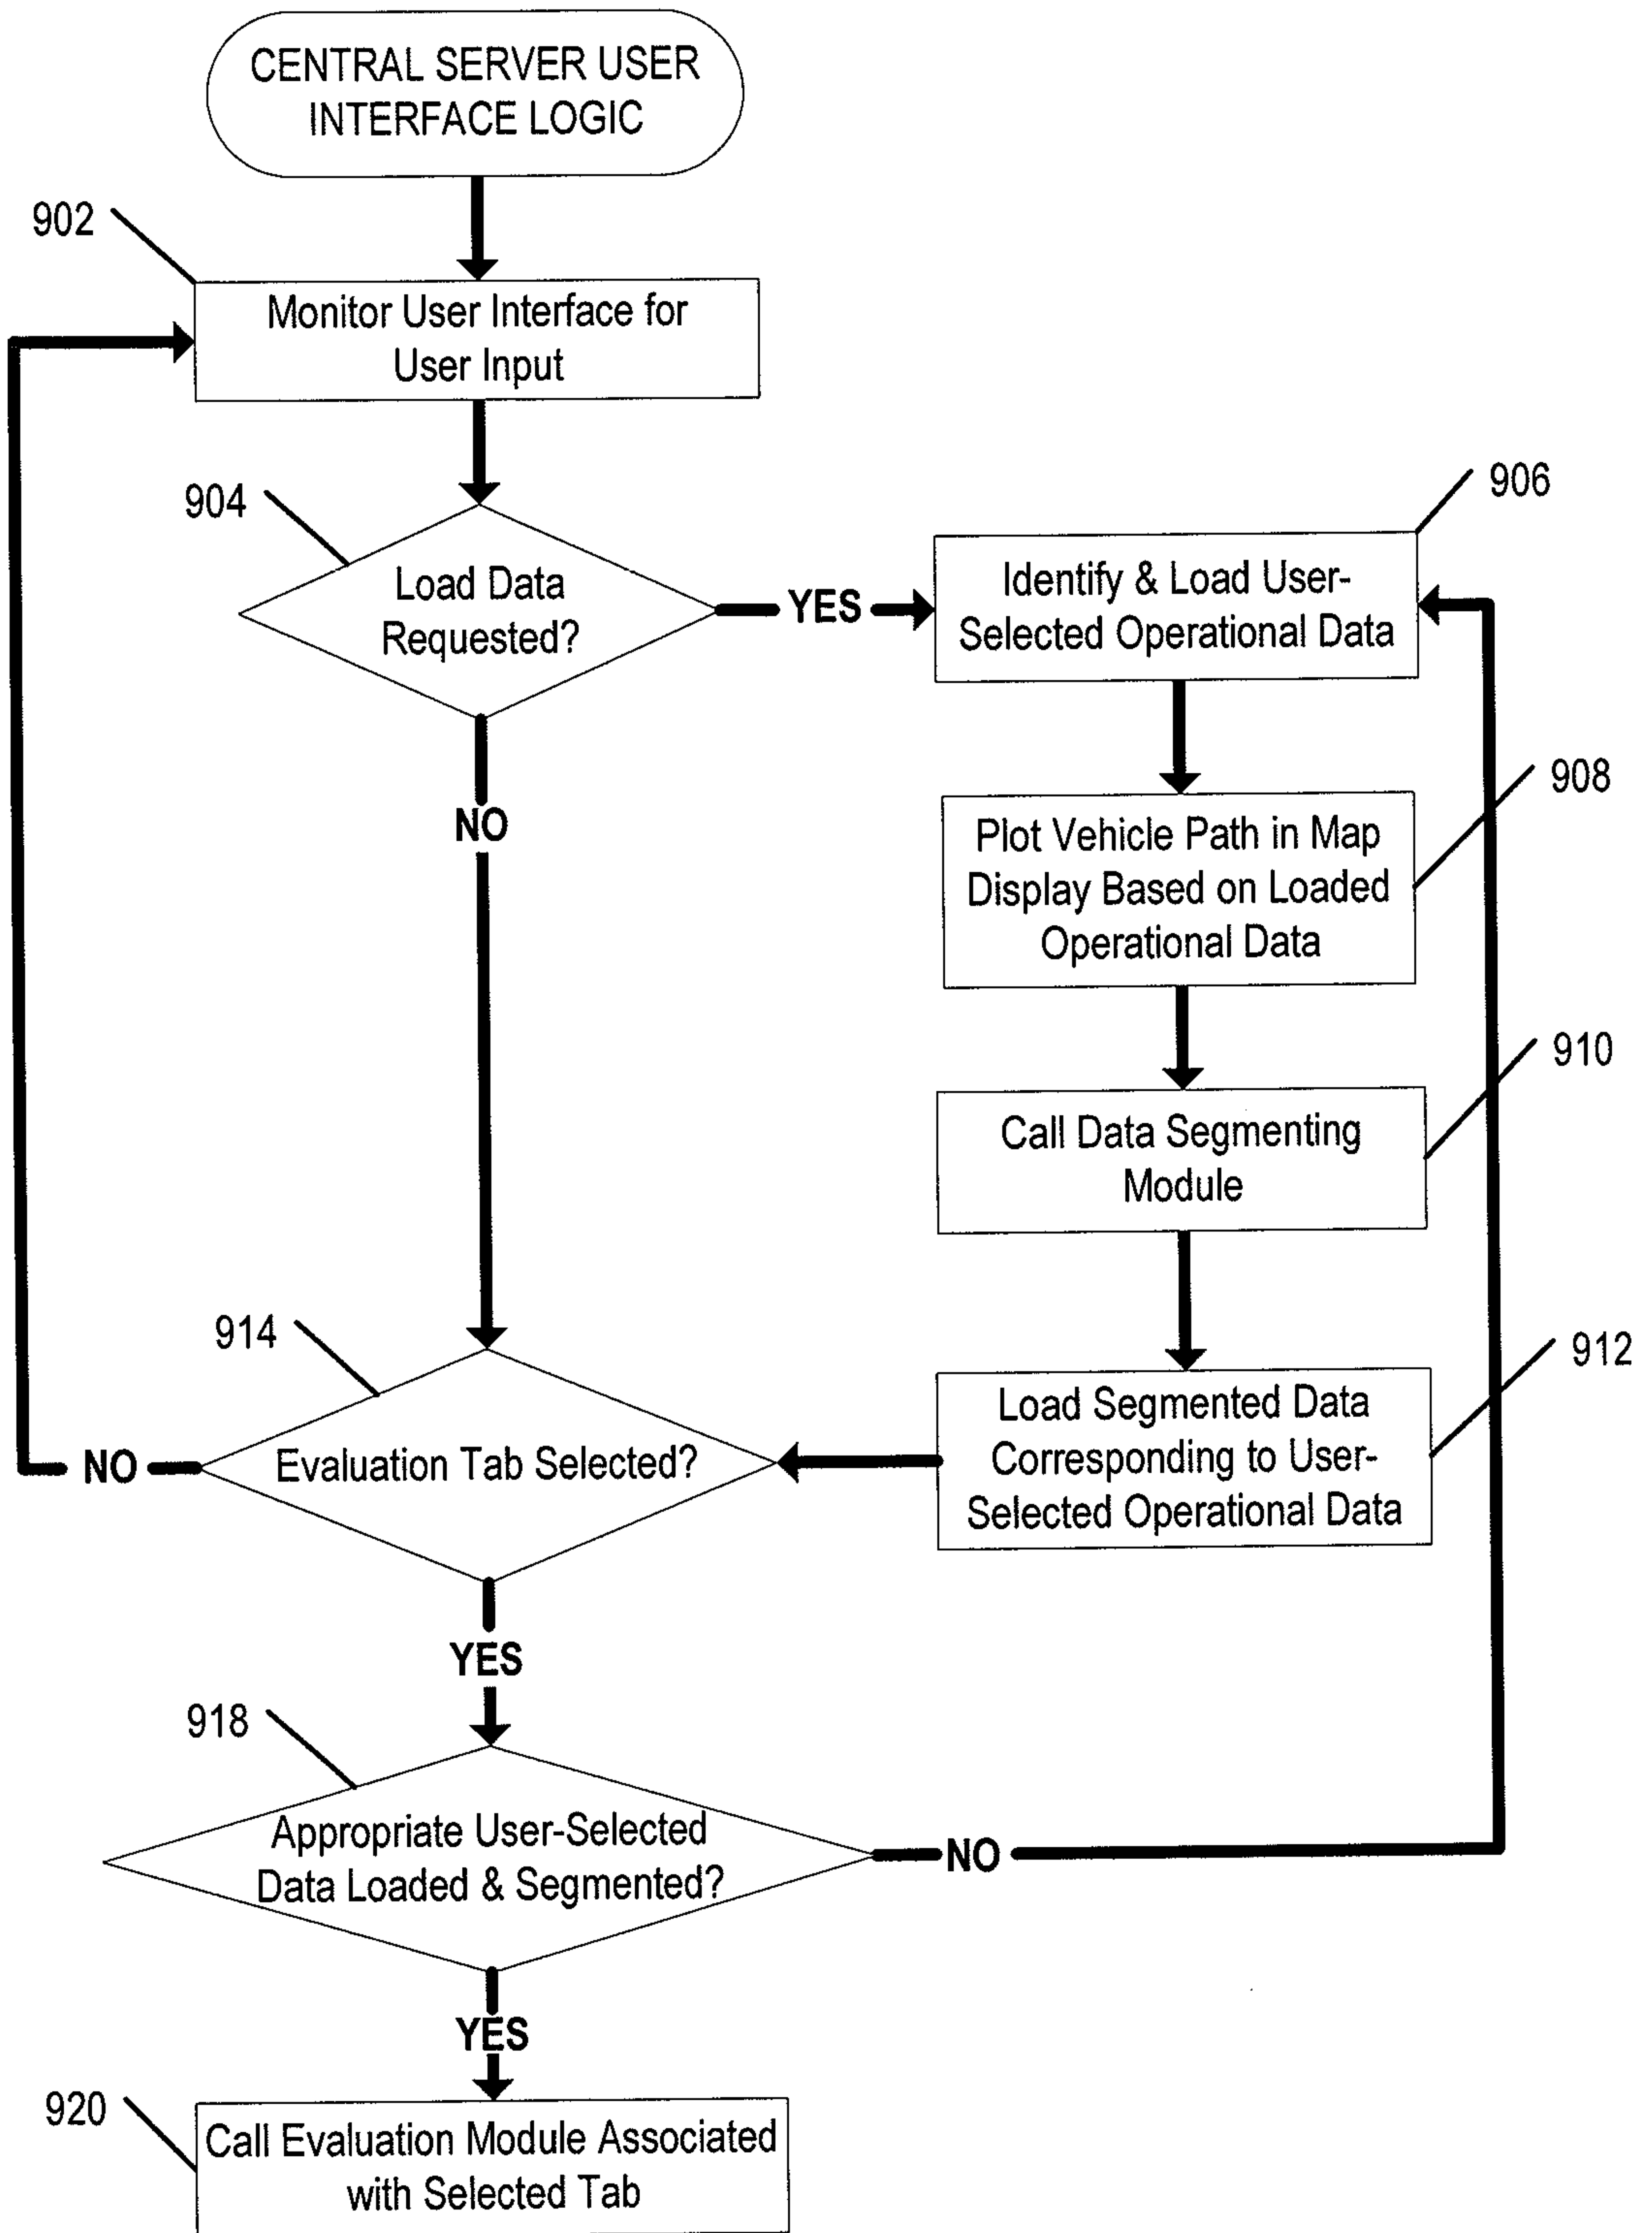 CENTRAL SERVER USER
INTERFACE LOGIC
902
Monitor User Interface for
User Input
904
Load Data
Requested?
YES
906
Identify & Load User-
Selected Operational Data
NO
908
Plot Vehicle Path in Map
Display Based on Loaded
Operational Data
910
Call Data Segmenting
Module
912
Load Segmented Data
Corresponding to User-
Selected Operational Data
914
Evaluation Tab Selected?
NO
YES
918
Appropriate User-Selected
Data Loaded & Segmented?
NO
YES
920
Call Evaluation Module Associated
with Selected Tab